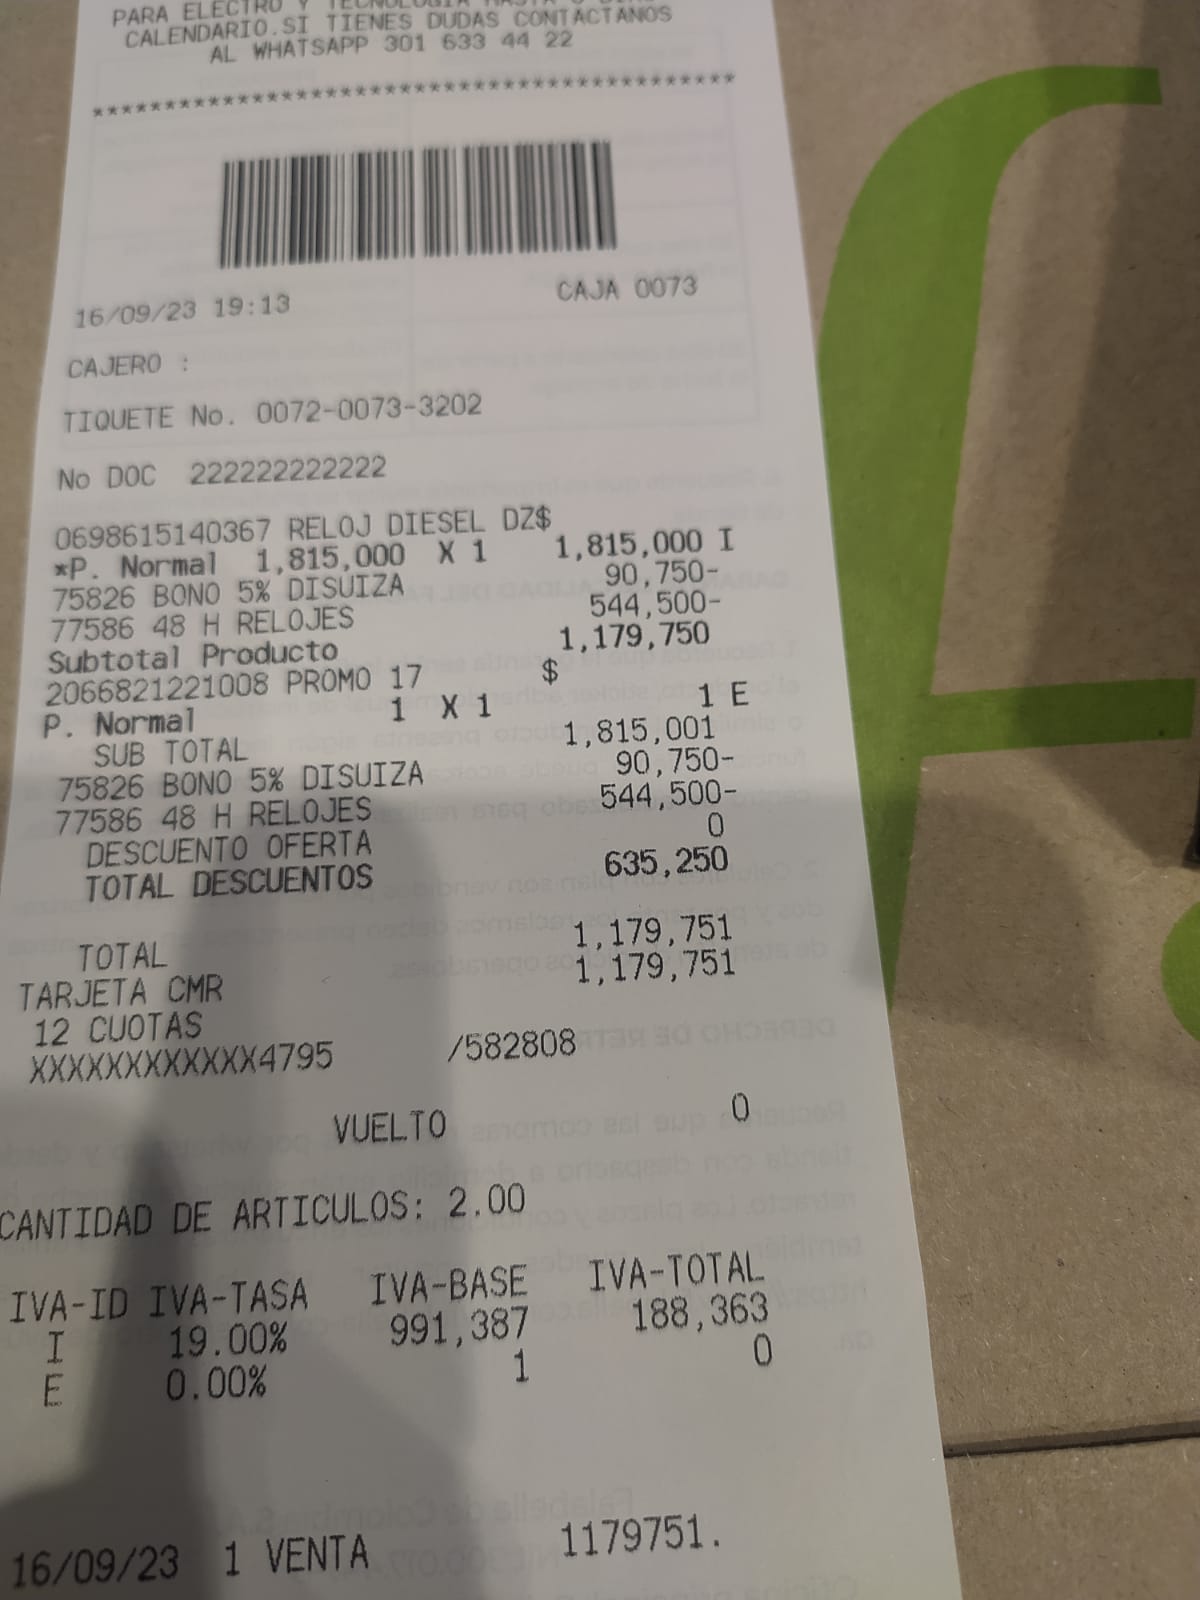 PARA ELECTRO Y TECNOLOGIA HASTA
CALENDARIO.SI TIENES DUDAS CONTACTANOS
AL WHATSAPP 301 633 44 22
********************************************
16/09/23 19:13 CAJA 0073
CAJERO :
TIQUETE No. 0072-0073-3202
No DOC 222222222222
0698615140367 RELOJ DIESEL DZ$
*P. Normal 1,815,000 X 1 1,815,000 I
75826 BONO 5% DISUIZA 90,750-
77586 48 H RELOJES 544,500-
Subtotal Producto 1,179,750
2066821221008 PROMO 17 $
P. Normal 1 X 1 1 E
SUB TOTAL 1,815,001
75826 BONO 5% DISUIZA 90,750-
77586 48 H RELOJES 544,500-
DESCUENTO OFERTA 0
TOTAL DESCUENTOS 635,250
TOTAL 1,179,751
TARJETA CMR 1,179,751
12 CUOTAS
XXXXXXXXXXXX4795 /582808
VUELTO 0
CANTIDAD DE ARTICULOS: 2.00
IVA-ID IVA-TASA IVA-BASE IVA-TOTAL
I 19.00% 991,387 188,363
E 0.00% 1 0
16/09/23 1 VENTA 1179751.